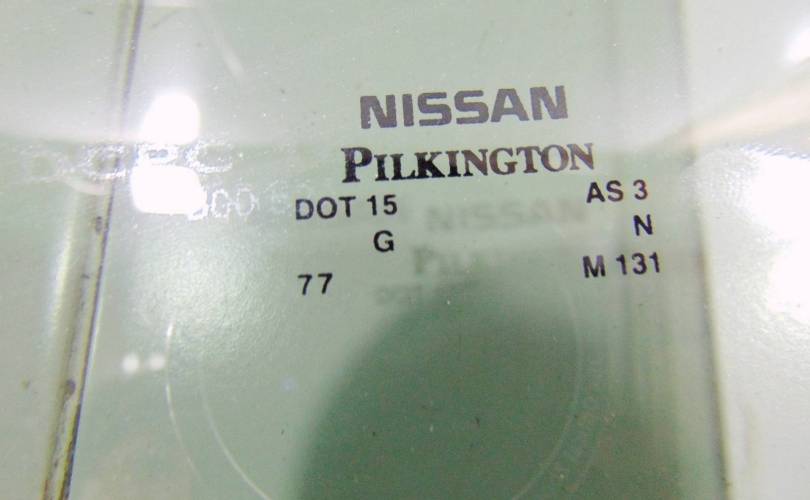 NISSAN
PILKINGTON
DOT 15 AS 3
G N
77 M 131